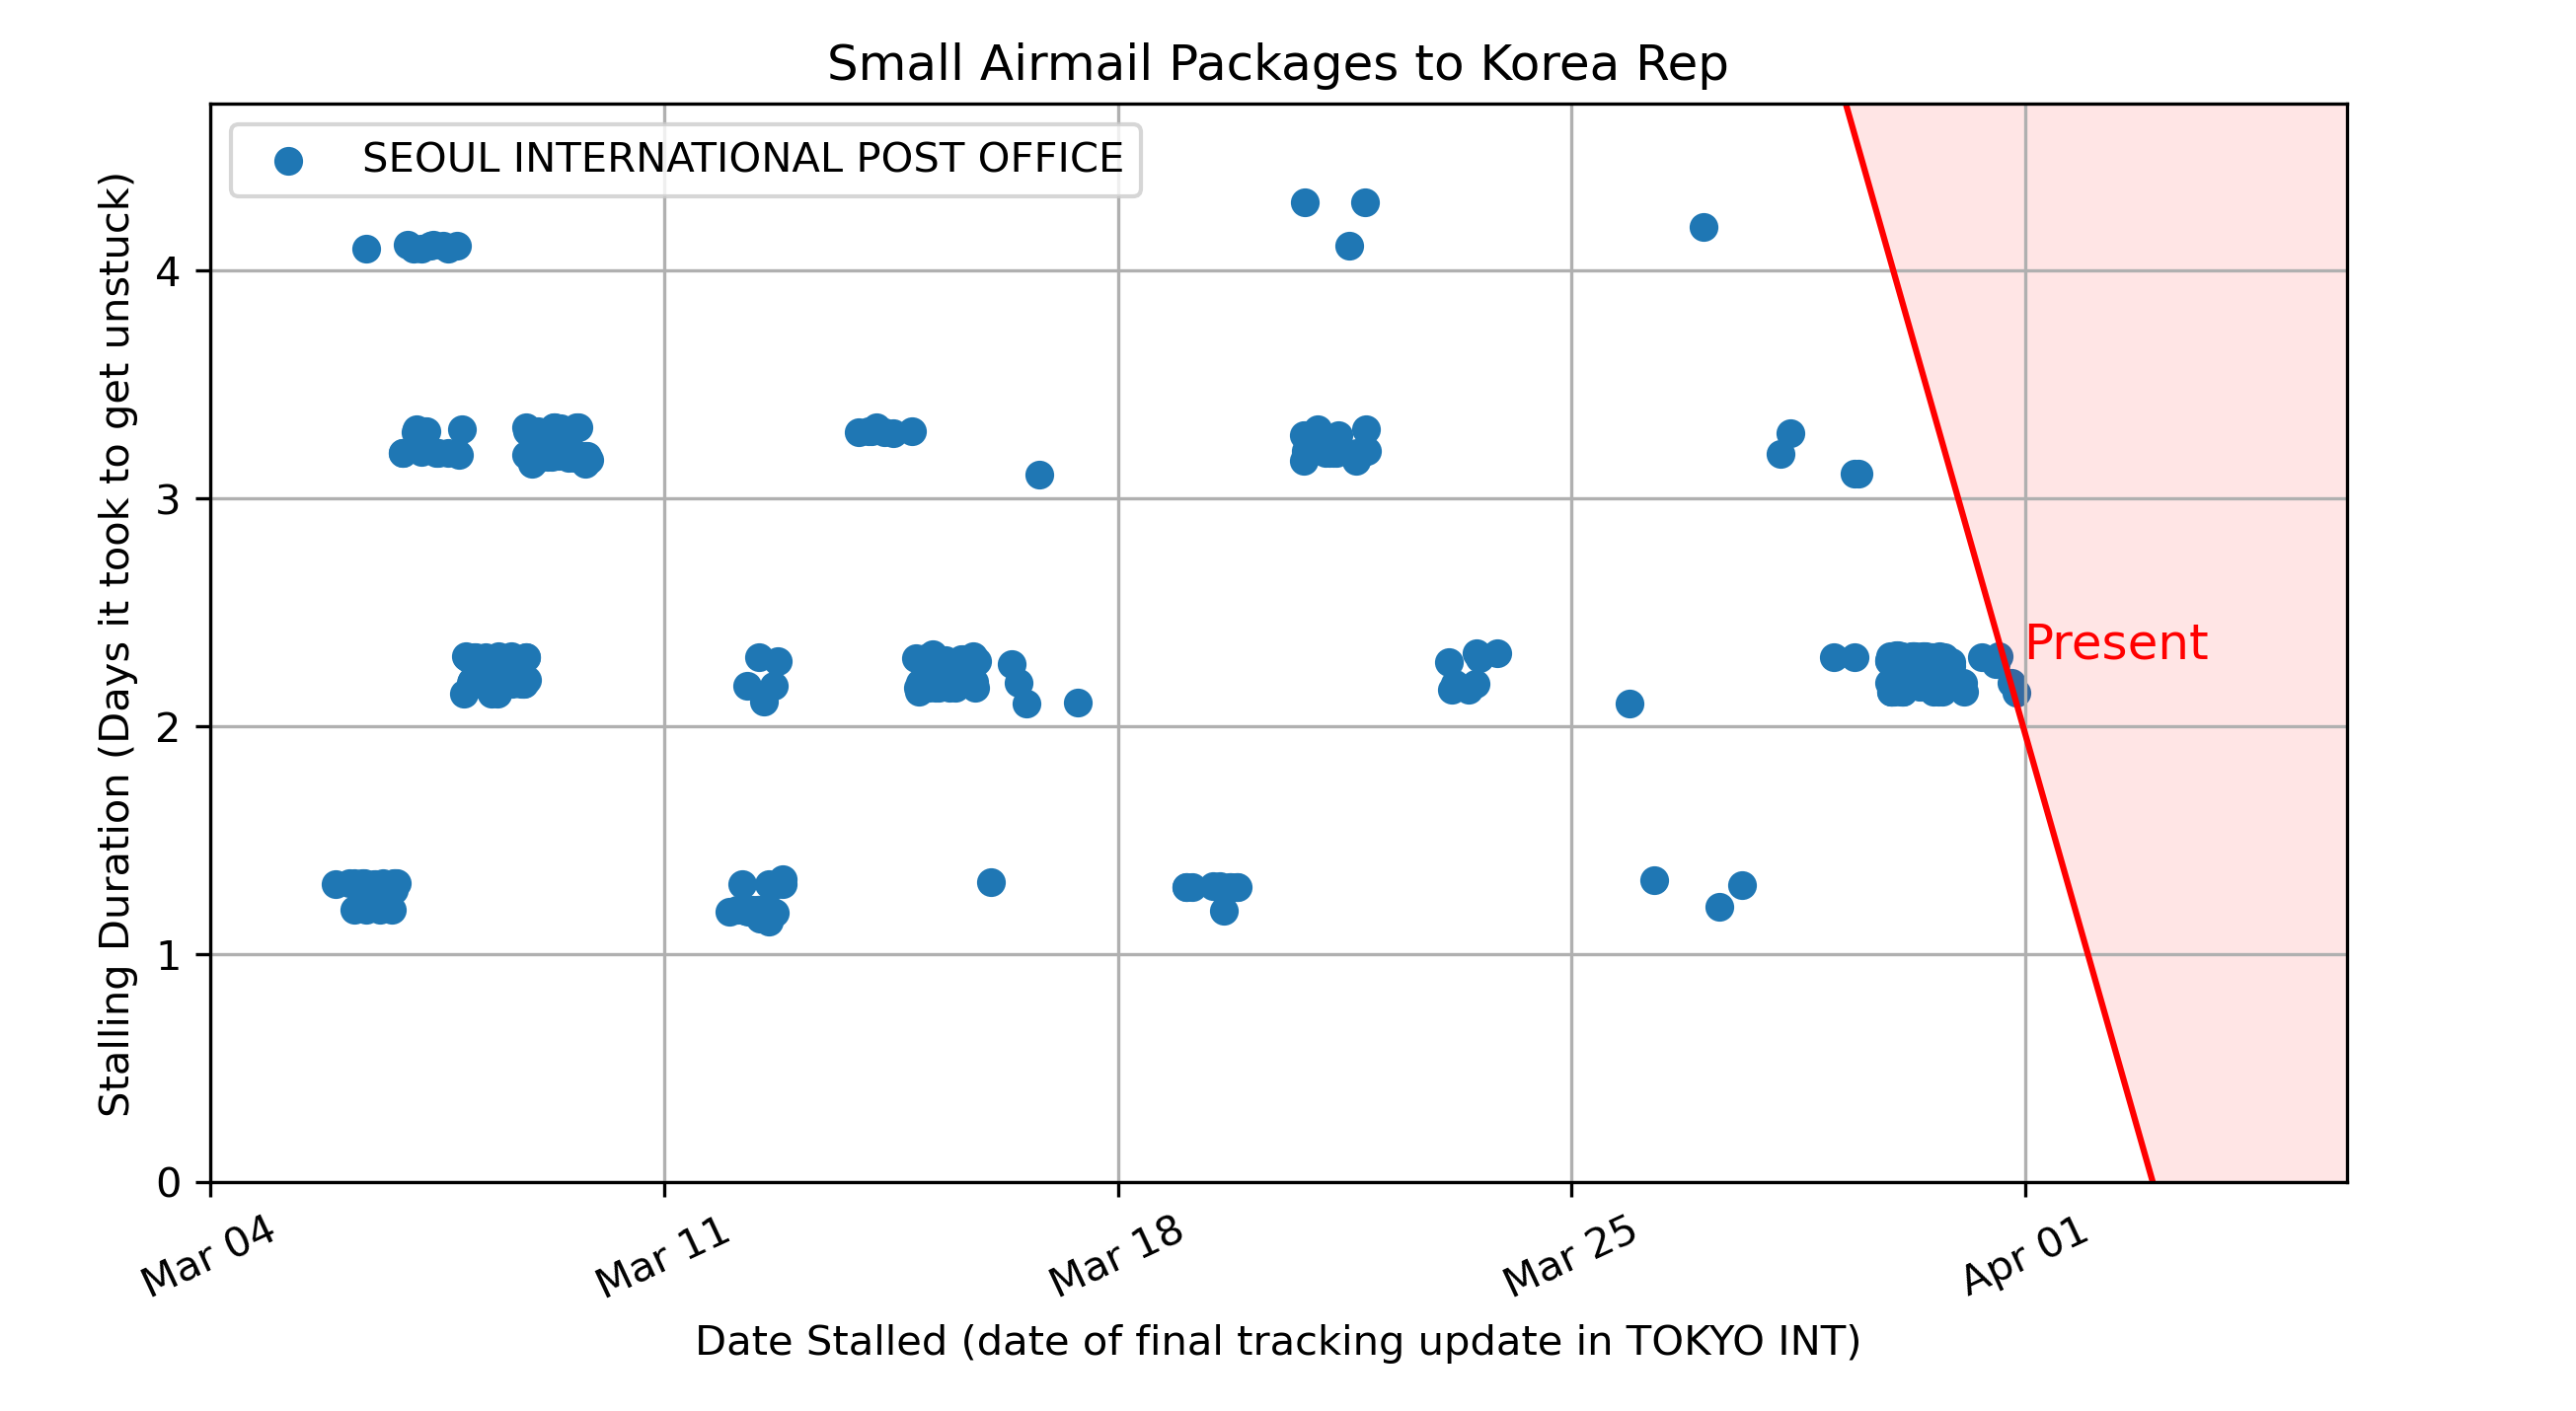 Small Airmail Packages to Korea Rep
SEOUL INTERNATIONAL POST OFFICE
Stalling Duration (Days it took to get unstuck)
4
3
2
1
0
Present
Mar 04
Mar 11
Mar 18
Mar 25
Apr 01
Date Stalled (date of final tracking update in TOKYO INT)